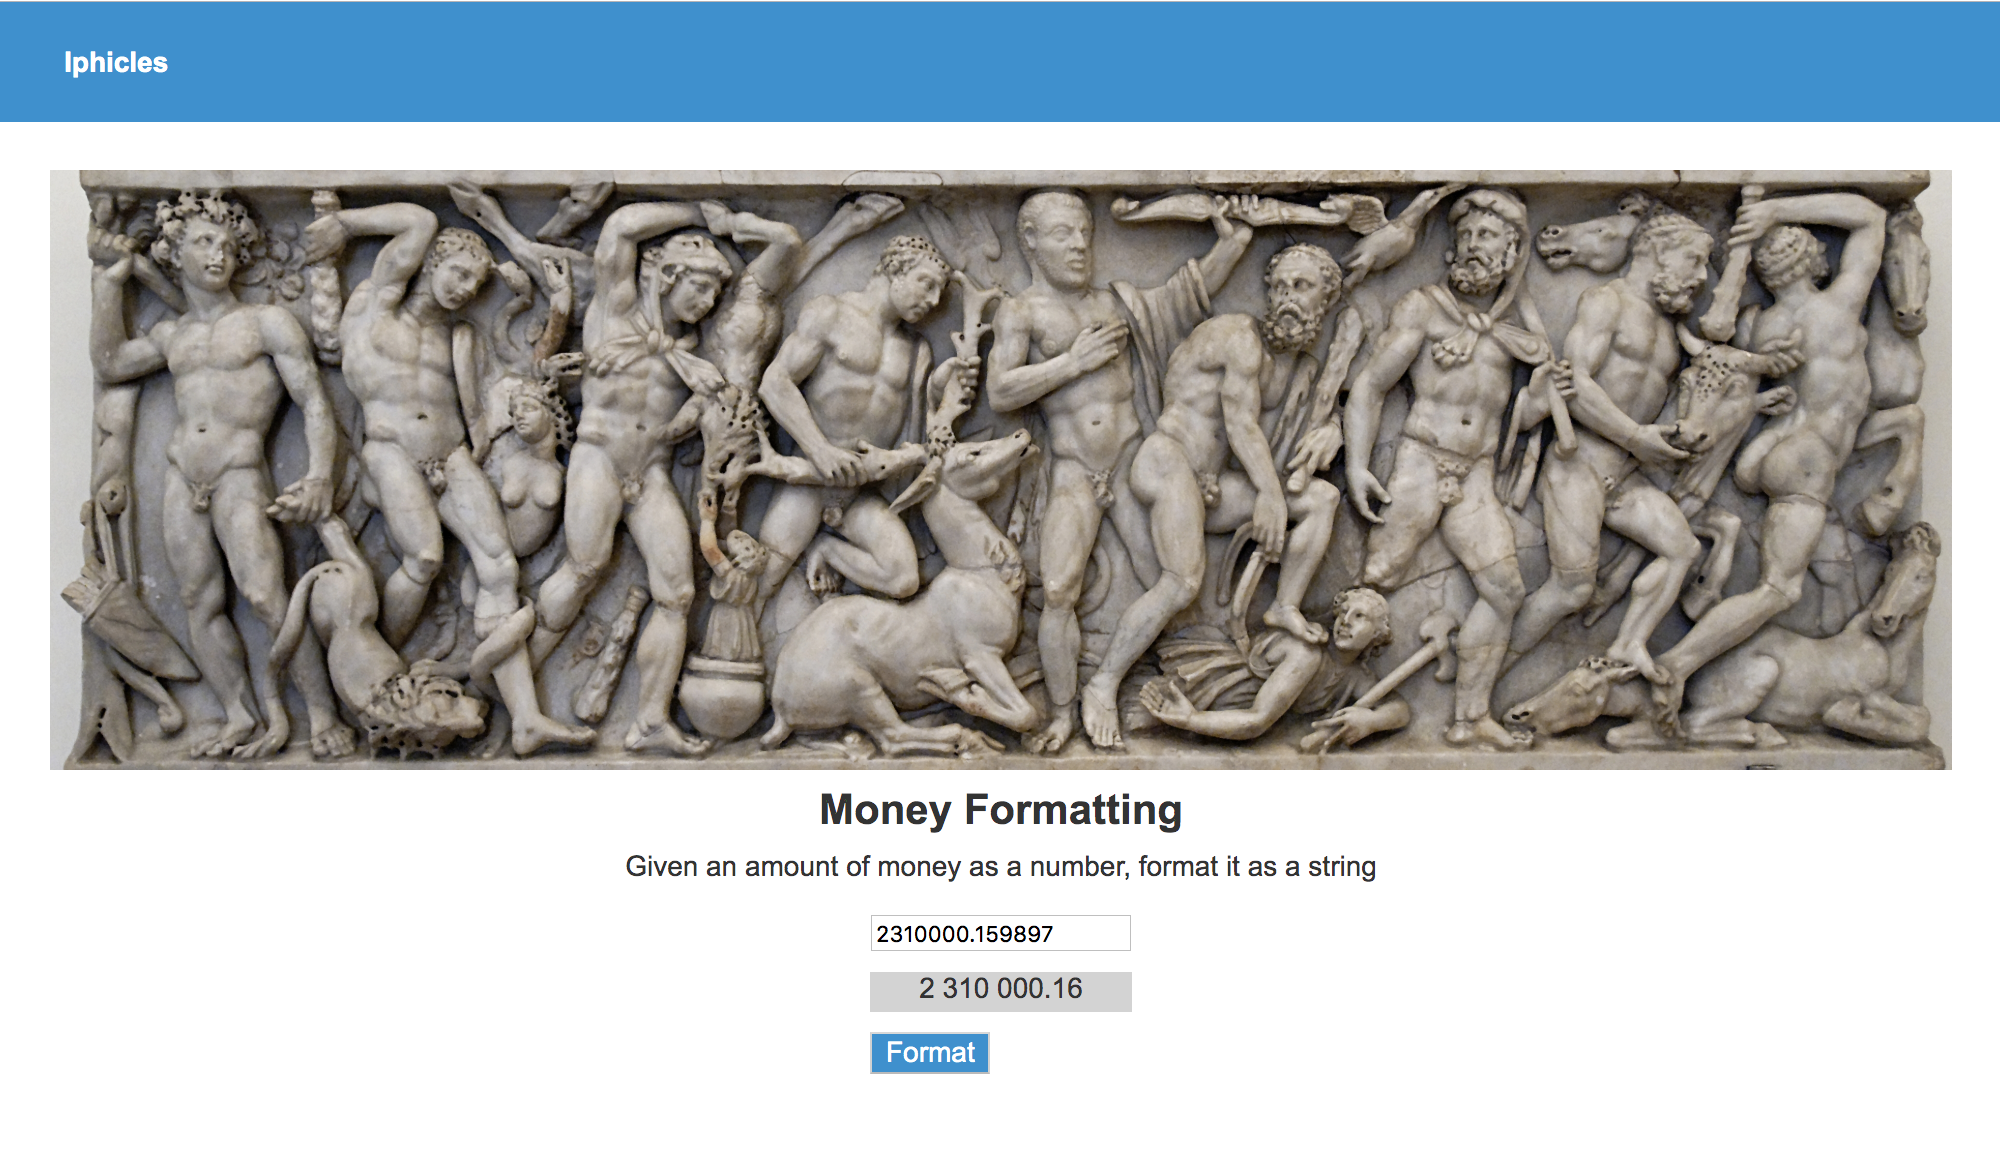 Iphicles
Money Formatting
Given an amount of money as a number, format it as a string
2310000.159897
2 310 000.16
Format